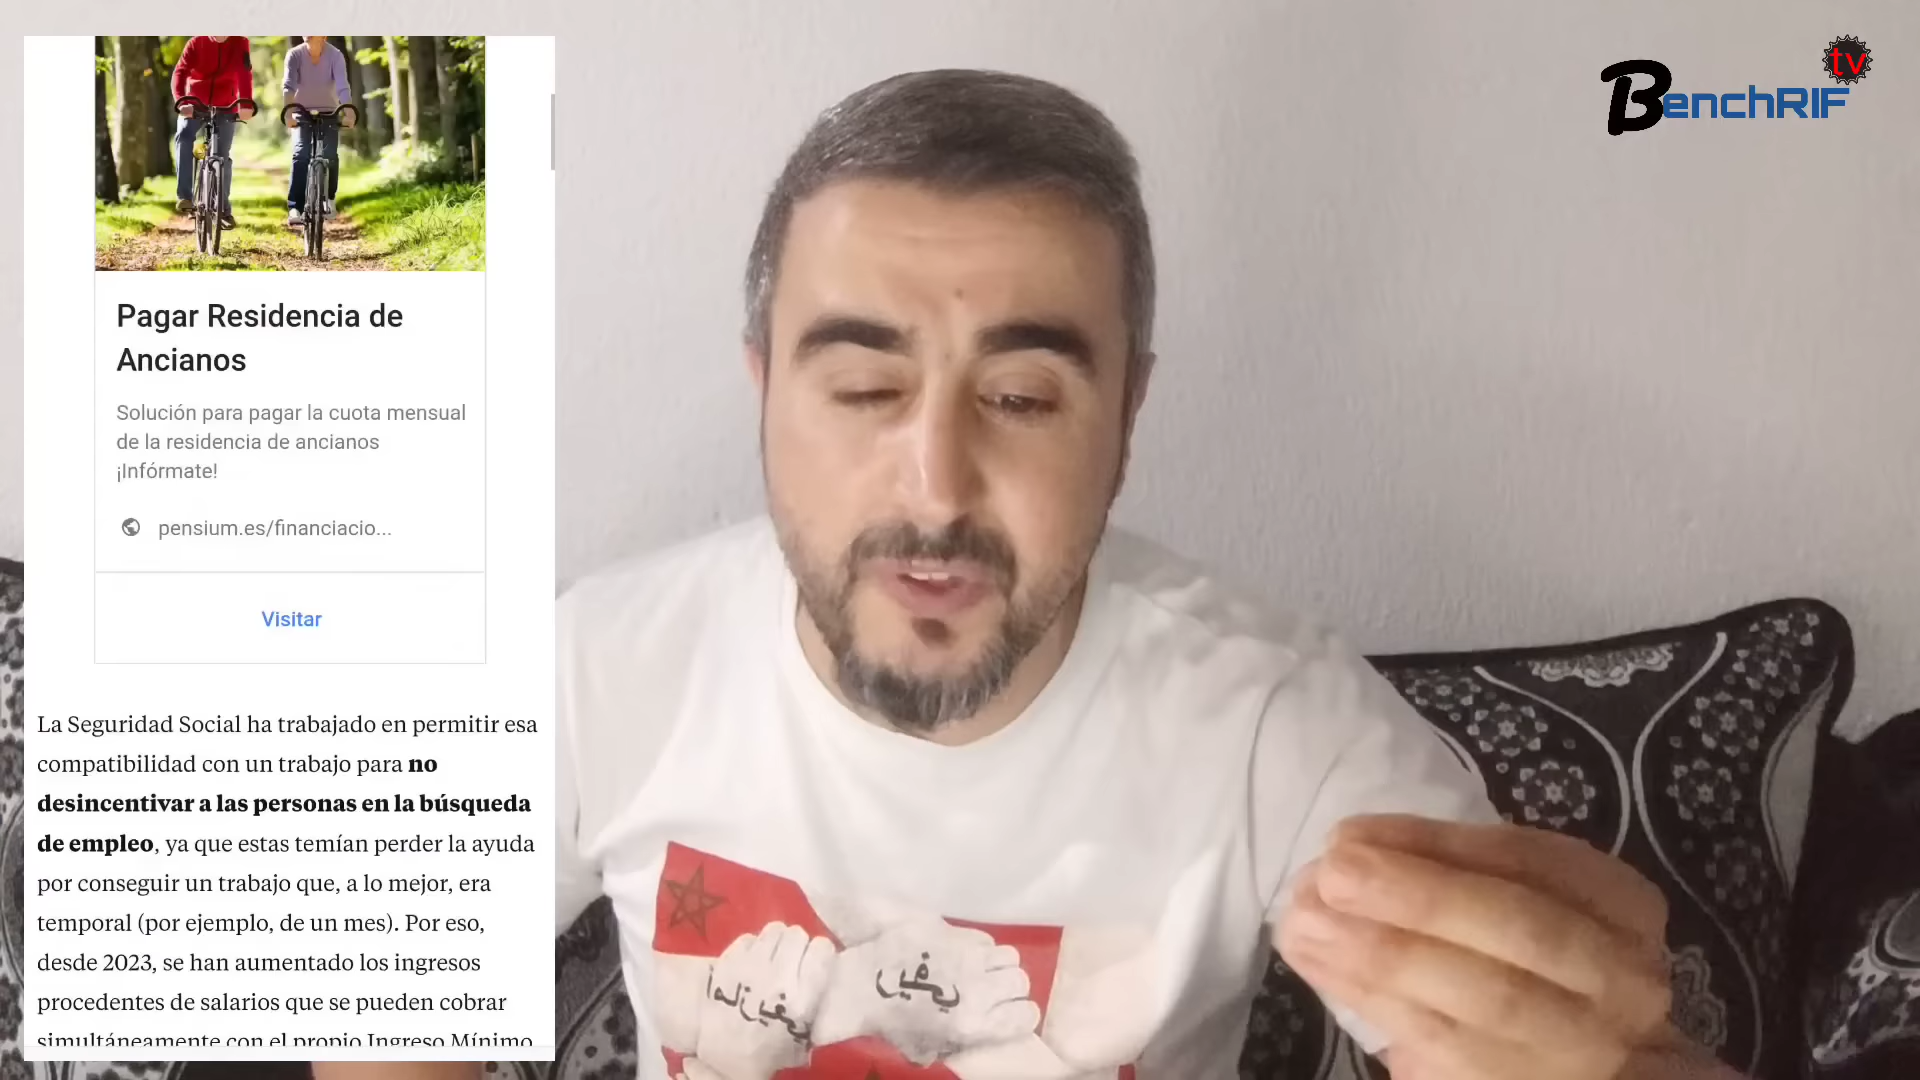 Pagar Residencia de
Ancianos
Solución para pagar la cuota mensual
de la residencia de ancianos
¡Infórmate!
pensium.es/financiacio...
Visitar
La Seguridad Social ha trabajado en permitir esa
compatibilidad con un trabajo para no
desincentivar a las personas en la búsqueda
de empleo, ya que estas temían perder la ayuda
por conseguir un trabajo que, a lo mejor, era
temporal (por ejemplo, de un mes). Por eso,
desde 2023, se han aumentado los ingresos
procedentes de salarios que se pueden cobrar
simultáneamente con el propio Ingreso Mínimo
BenchRIF tv